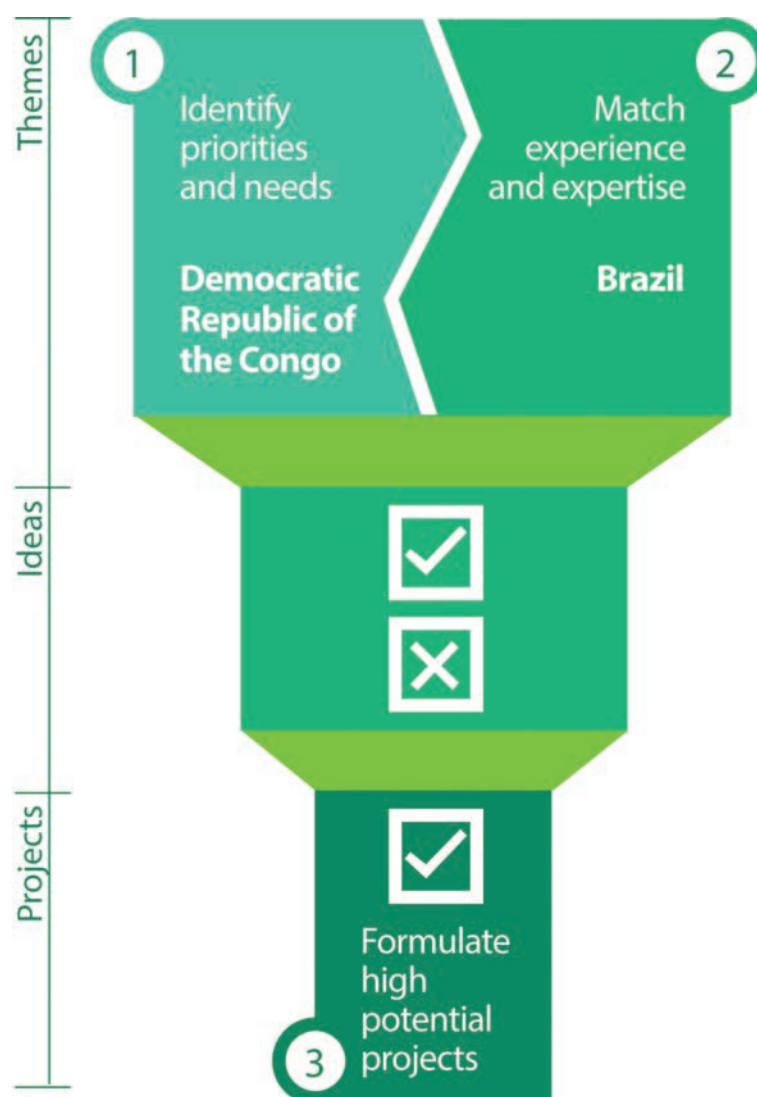 Themes
1
Identify
priorities
and needs
Democratic
Republic of
the Congo
2
Match
experience
and expertise
Brazil
Ideas
Projects
Formulate
high
potential
projects
3